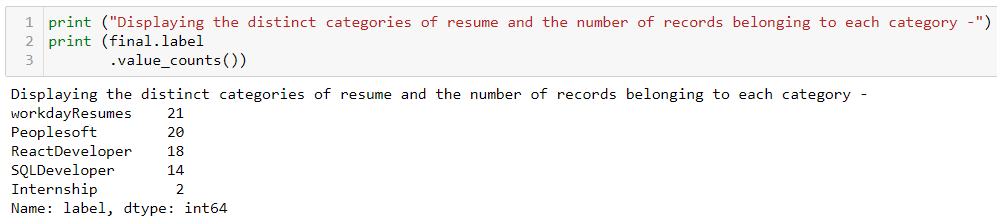 1 print ("Displaying the distinct categories of resume and the number of records belonging to each category -")
2 print (final.label
3        .value_counts())
Displaying the distinct categories of resume and the number of records belonging to each category -
workdayResumes    21
Peoplesoft        20
ReactDeveloper    18
SQLDeveloper      14
Internship         2
Name: label, dtype: int64